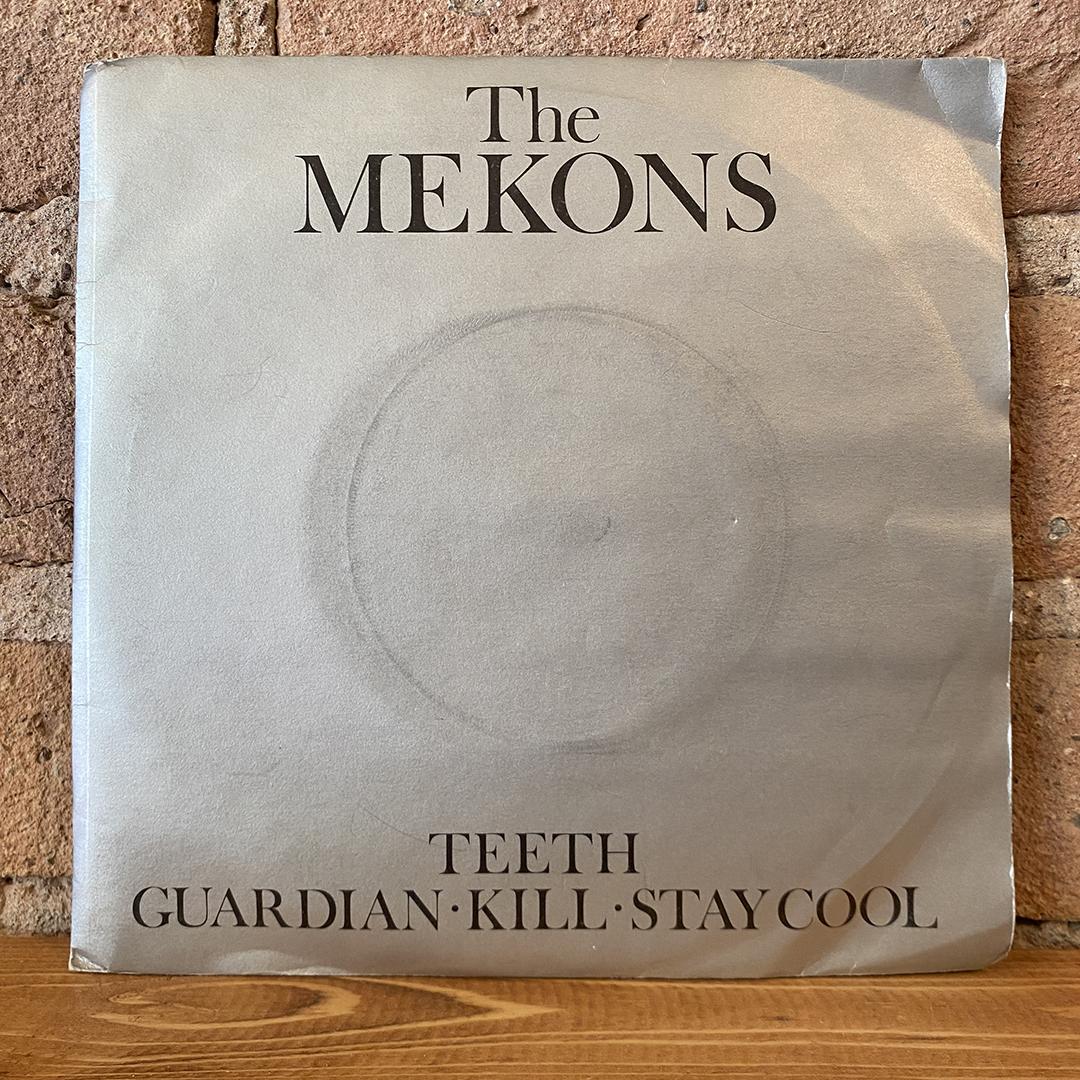 The
MEKONS
TEETH
GUARDIAN·KILL·STAY COOL